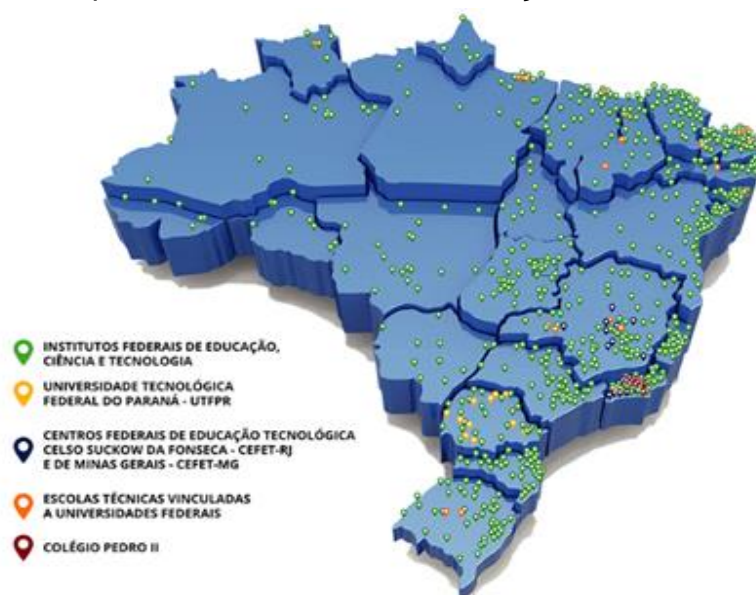 INSTITUTOS FEDERAIS DE EDUCAÇÃO,
CIÊNCIA E TECNOLOGIA
UNIVERSIDADE TECNOLÓGICA
FEDERAL DO PARANÁ - UTFPR
CENTROS FEDERAIS DE EDUCAÇÃO TECNOLÓGICA
CELSO SUCKOW DA FONSECA - CEFET-RJ
E DE MINAS GERAIS - CEFET-MG
ESCOLAS TÉCNICAS VINCULADAS
A UNIVERSIDADES FEDERAIS
COLÉGIO PEDRO II